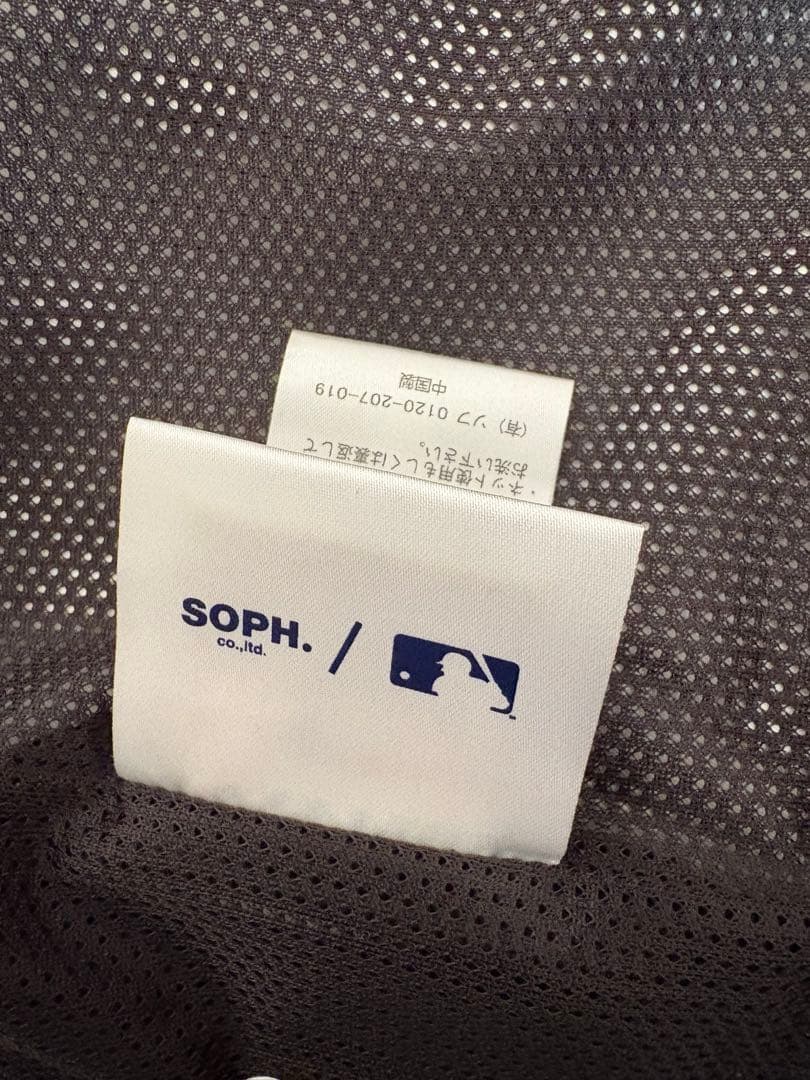 ・ネット使用もしくは裏返して
お洗い下さい。
(有) ソフ 0120-207-019
中国製
SOPH.
co.,ltd.
/